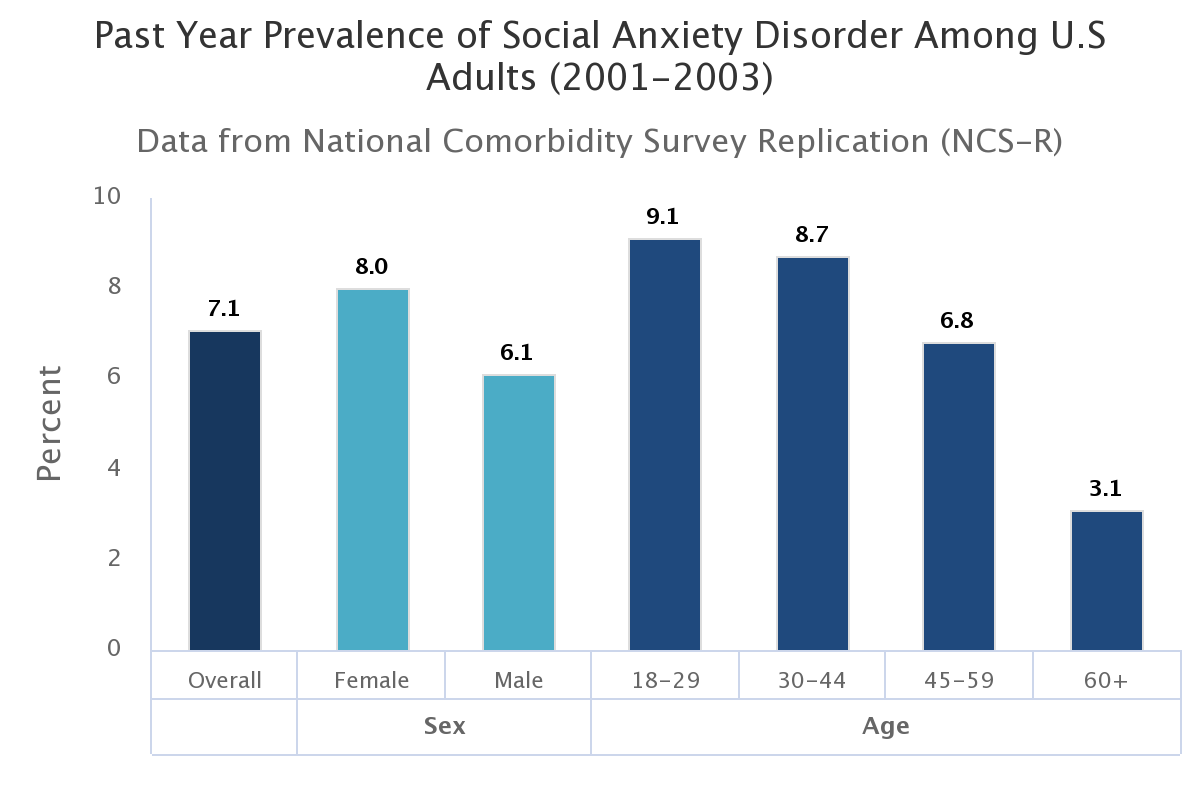 Past Year Prevalence of Social Anxiety Disorder Among U.S
Adults (2001–2003)
Data from National Comorbidity Survey Replication (NCS–R)
Percent
10
8
6
4
2
0
7.1
8.0
6.1
9.1
8.7
6.8
3.1
Overall
Female
Male
18–29
30–44
45–59
60+
Sex
Age